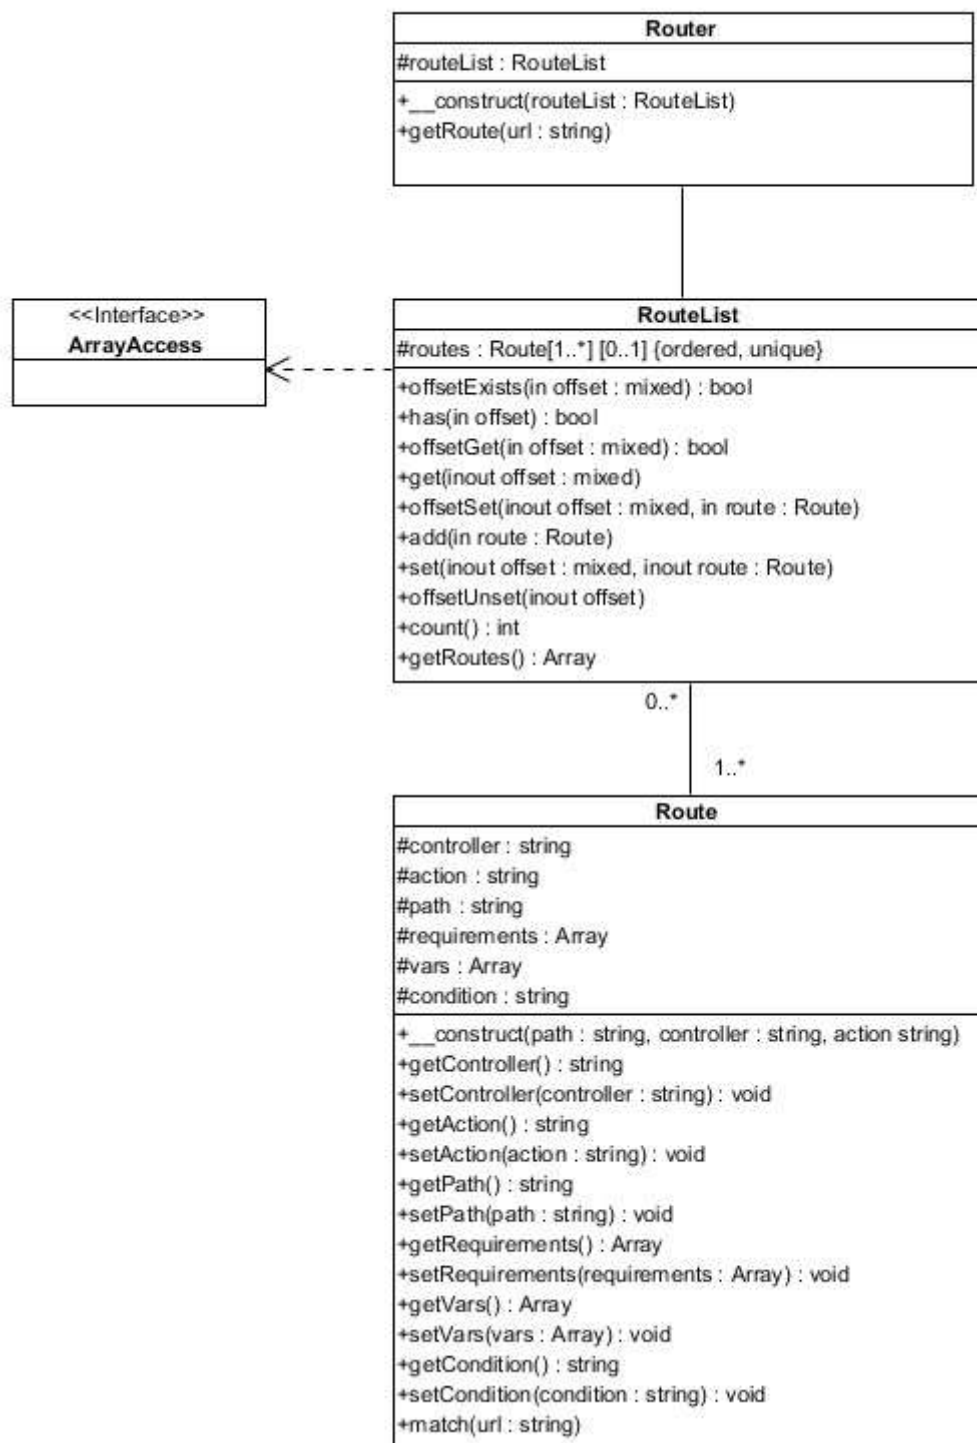 Router
#routeList : RouteList
+__construct(routeList : RouteList)
+getRoute(url : string)
<<Interface>>
ArrayAccess
RouteList
#routes : Route[1..*] [0..1] {ordered, unique}
+offsetExists(in offset : mixed) : bool
+has(in offset) : bool
+offsetGet(in offset : mixed) : bool
+get(inout offset : mixed)
+offsetSet(inout offset : mixed, in route : Route)
+add(in route : Route)
+set(inout offset : mixed, inout route : Route)
+offsetUnset(inout offset)
+count() : int
+getRoutes() : Array
0..*
1..*
Route
#controller : string
#action : string
#path : string
#requirements : Array
#vars : Array
#condition : string
+__construct(path : string, controller : string, action string)
+getController() : string
+setController(controller : string) : void
+getAction() : string
+setAction(action : string) : void
+getPath() : string
+setPath(path : string) : void
+getRequirements() : Array
+setRequirements(requirements : Array) : void
+getVars() : Array
+setVars(vars : Array) : void
+getCondition() : string
+setCondition(condition : string) : void
+match(url : string)